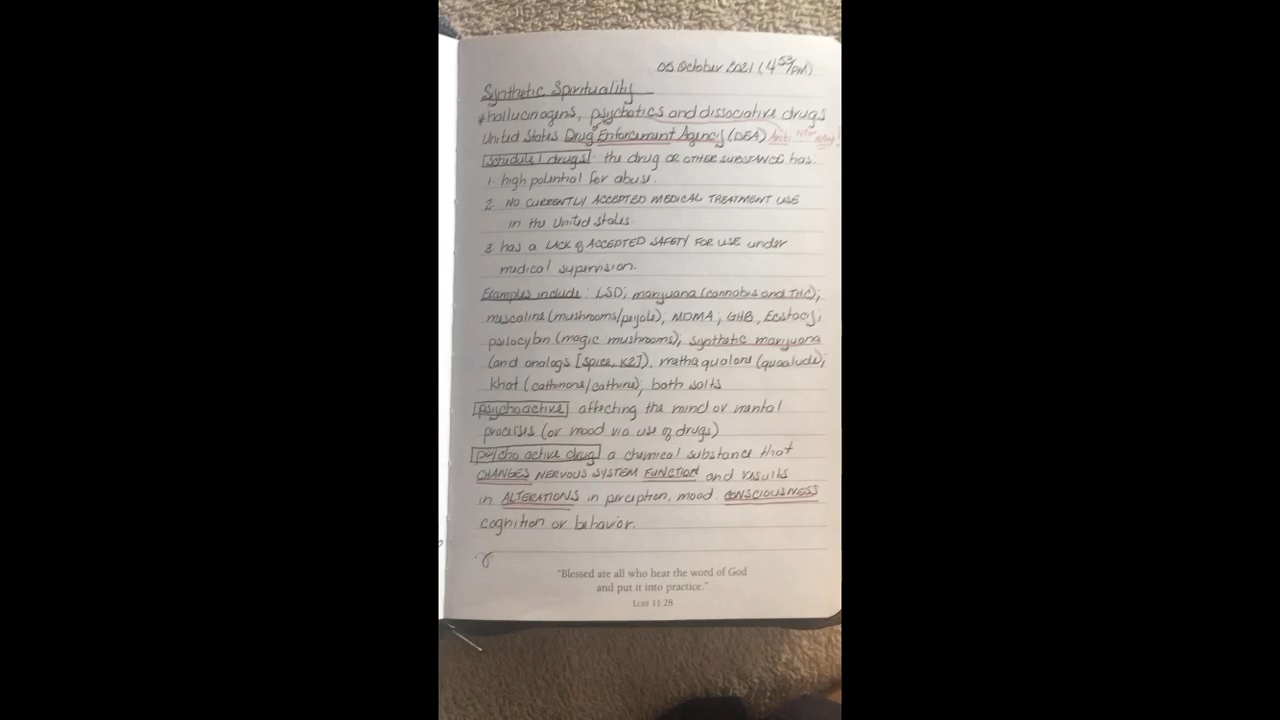 05 October 2021 (4:53/PM)
Synthetic Spirituality
*hallucinogens, psychotics and dissociative drugs
United States Drug Enforcement Agency (DEA) Anti
Schedule I drugs: the drug OR OTHER SUBSTANCE has.
1. high potential for abuse.
2. NO CURRENTLY ACCEPTED MEDICAL TREATMENT USE
in the United States.
3. has a LACK of ACCEPTED SAFETY FOR USE under
medical supervision.
Examples include: LSD; marijuana (cannabis and THC);
mescaline (mushrooms/peyote), MDMA, GHB, Ecstacy,
psilocybin (magic mushrooms); synthetic marijuana
(and analogs [Spice, K2]), methaqualone (quaalude);
Khat (cathinone/cathine), bath salts
psychoactive affecting the mind or mental
processes (or mood via use of drugs)
psychoactive drug a chemical substance that
CHANGES NERVOUS SYSTEM FUNCTION and results
in ALTERATIONS in perception, mood. CONSCIOUSNESS
cognition or behavior.
"Blessed are all who hear the word of God
and put it into practice."
Luke 11:28